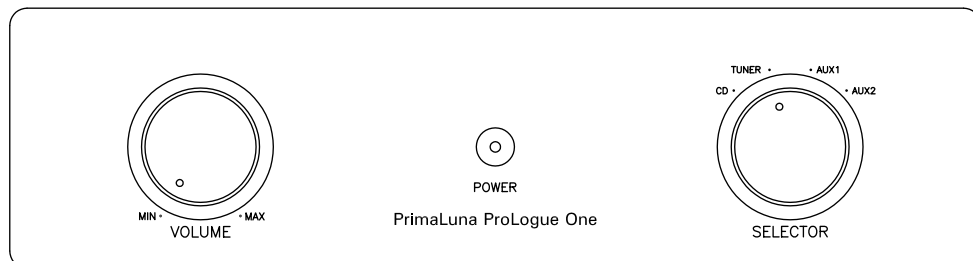 TUNER
AUX1
CD
AUX2
POWER
MIN
MAX
PrimaLuna ProLogue One
VOLUME
SELECTOR